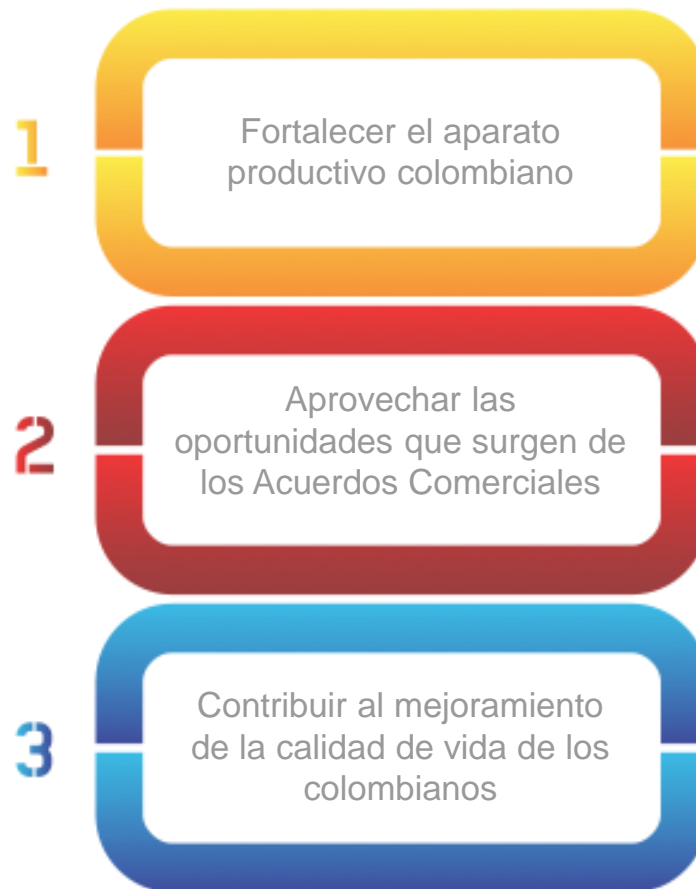 1
Fortalecer el aparato
productivo colombiano
2
Aprovechar las
oportunidades que surgen de
los Acuerdos Comerciales
3
Contribuir al mejoramiento
de la calidad de vida de los
colombianos